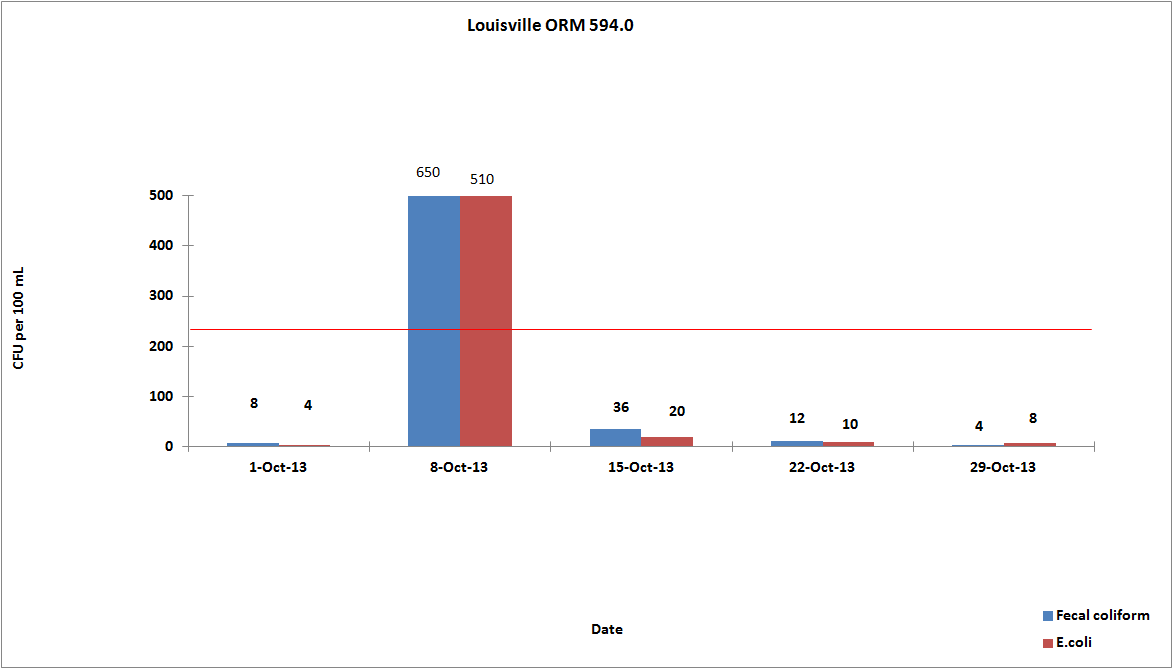 Louisville ORM 594.0
CFU per 100 mL
500
400
300
200
100
0
650
510
8
4
36
20
12
10
4
8
1-Oct-13
8-Oct-13
15-Oct-13
22-Oct-13
29-Oct-13
Date
Fecal coliform
E.coli